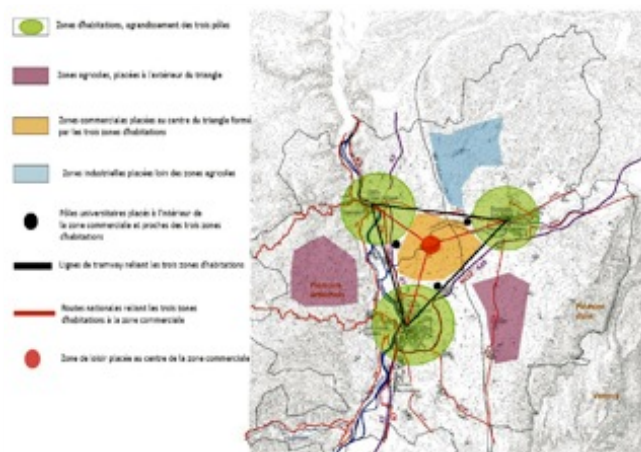 Zones d'habitations, agrandissement des trois pôles
Zones agricoles, placées à l'extérieur du triangle
Zones commerciales placées au centre du triangle formé
par les trois zones d'habitations
Zones industrielles placées loin des zones agricoles
Pôles universitaires placé à l'intérieur de
la zone commerciale et proches des trois zones
d'habitations
Lignes de tramway reliant les trois zones d'habitations
Routes nationales reliant les trois zones
d'habitations à la zone commerciale
Zone de loisir placée au centre de la zone commerciale